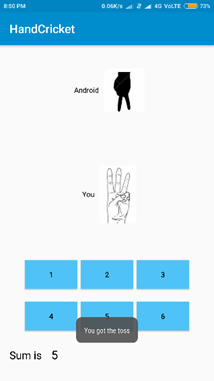 8:50 PM 0.06K/s 4G VoLTE 73%
HandCricket
Android
You
1 2 3
4 5 6
You got the toss
Sum is 5